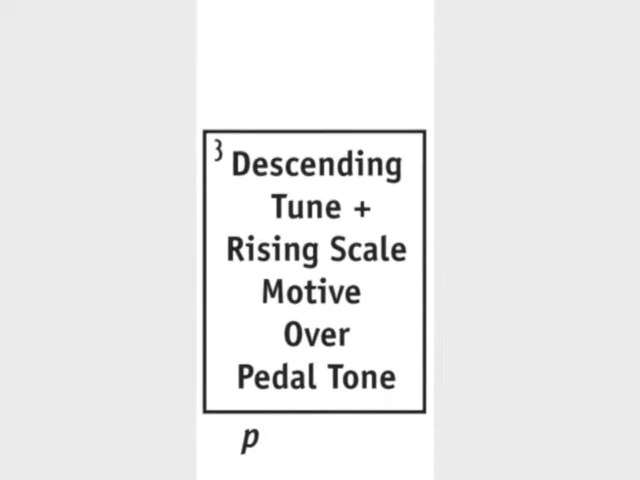 3 Descending
Tune +
Rising Scale
Motive
Over
Pedal Tone
p